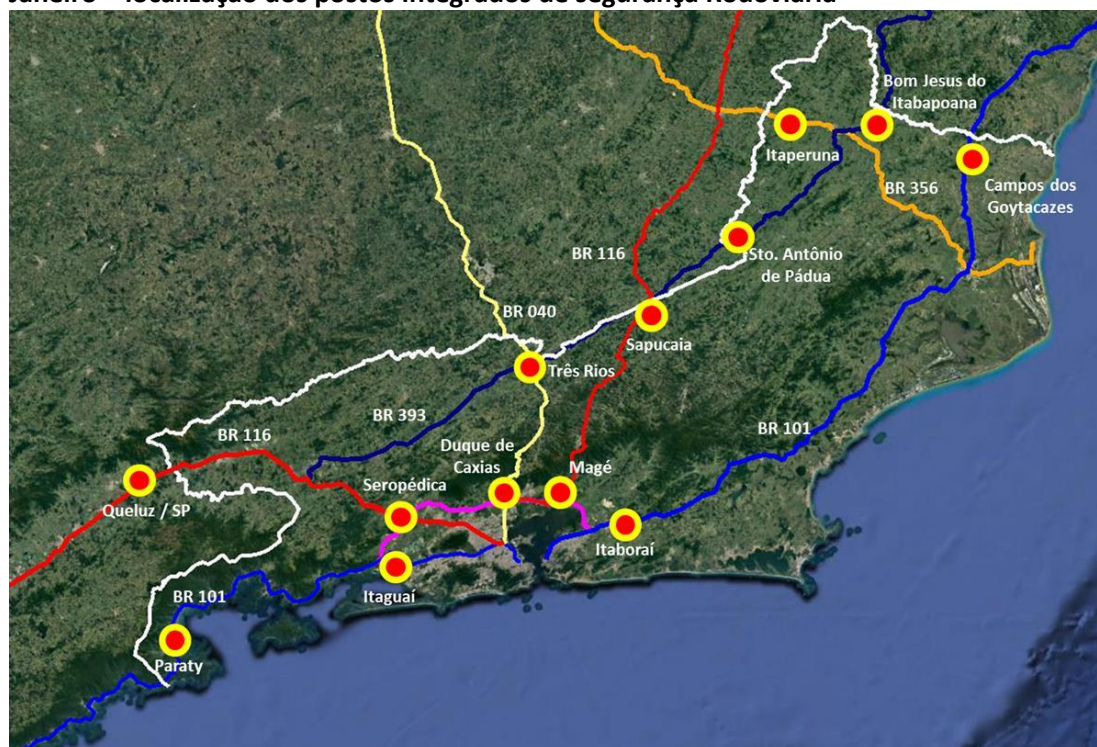 Janeiro – localização dos postos integrados de segurança Rodoviária
Bom Jesus do
Itabapoana
Itaperuna
BR 356
Campos dos
Goytacazes
BR 116
Sto. Antônio
de Pádua
BR 040
Sapucaia
Três Rios
BR 393
BR 101
BR 116
Duque de
Caxias
Magé
Seropédica
Queluz / SP
Itaboraí
Itaguaí
BR 101
Paraty